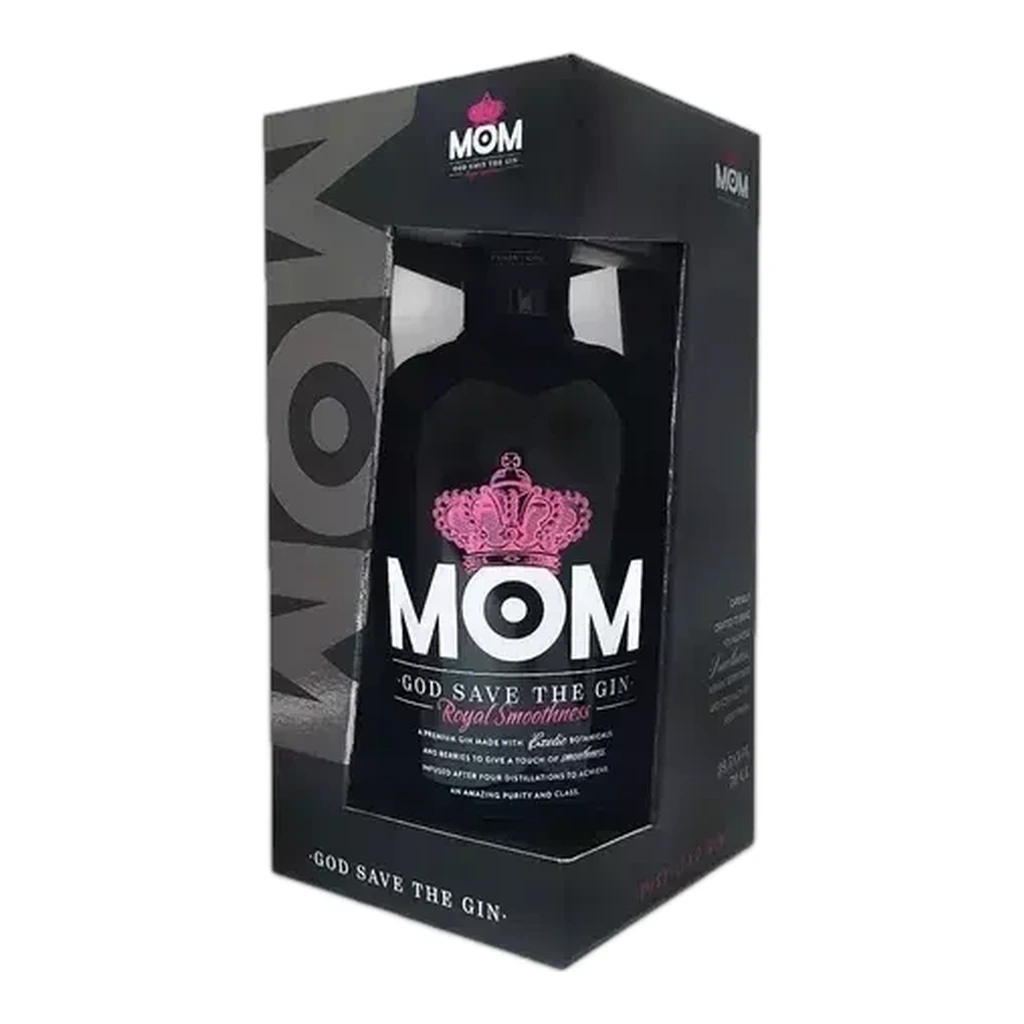 MOM
GOD SAVE THE GIN
MOM
MOM
MOM
·GOD SAVE THE GIN·
Royal Smoothness
A PREMIUM GIN MADE WITH Exotic BOTANICALS
AND BERRIES TO GIVE A TOUCH OF smoothness.
INFUSED AFTER FOUR DISTILLATIONS TO ACHIEVE
AN AMAZING PURITY AND CLASS.
·GOD SAVE THE GIN·
DISTILLED GIN